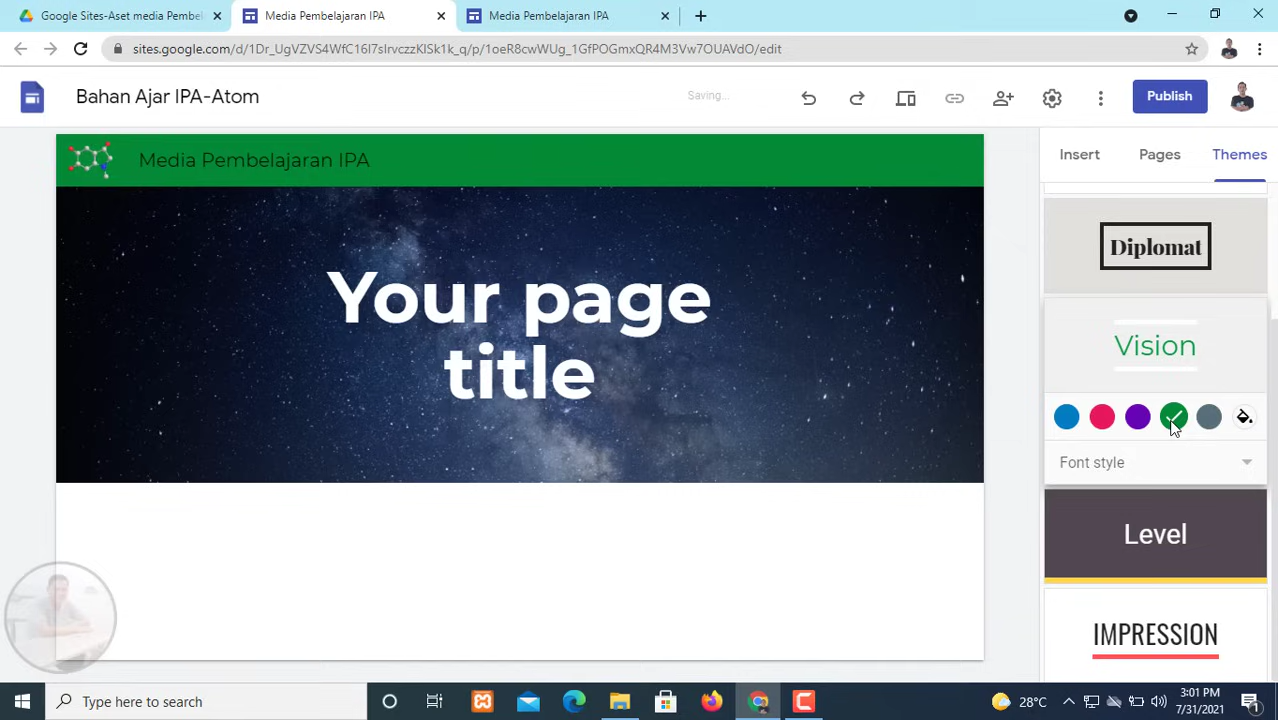 Google Sites-Aset media Pembel
Media Pembelajaran IPA
Media Pembelajaran IPA
sites.google.com/d/1Dr_UgVZVS4WfC16I7slrvczzKlSk1k_q/p/1oeR8cwWUg_1GfPOGmxQR4M3Vw7OUAVdO/edit
Bahan Ajar IPA-Atom
Saving...
Publish
Insert
Pages
Themes
Media Pembelajaran IPA
Your page
title
Diplomat
Vision
Font style
Level
IMPRESSION
Type here to search
28°C
3:01 PM
7/31/2021
1